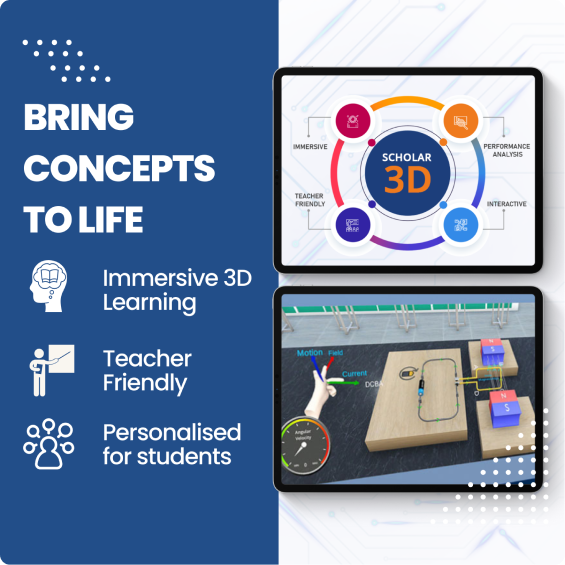 BRING
CONCEPTS
TO LIFE
Immersive 3D
Learning
Teacher
Friendly
Personalised
for students
SCHOLAR
3D
IMMERSIVE
PERFORMANCE
ANALYSIS
TEACHER
FRIENDLY
INTERACTIVE
Motion
Field
Current
DCBA
Angular
Velocity
N
S
N
S